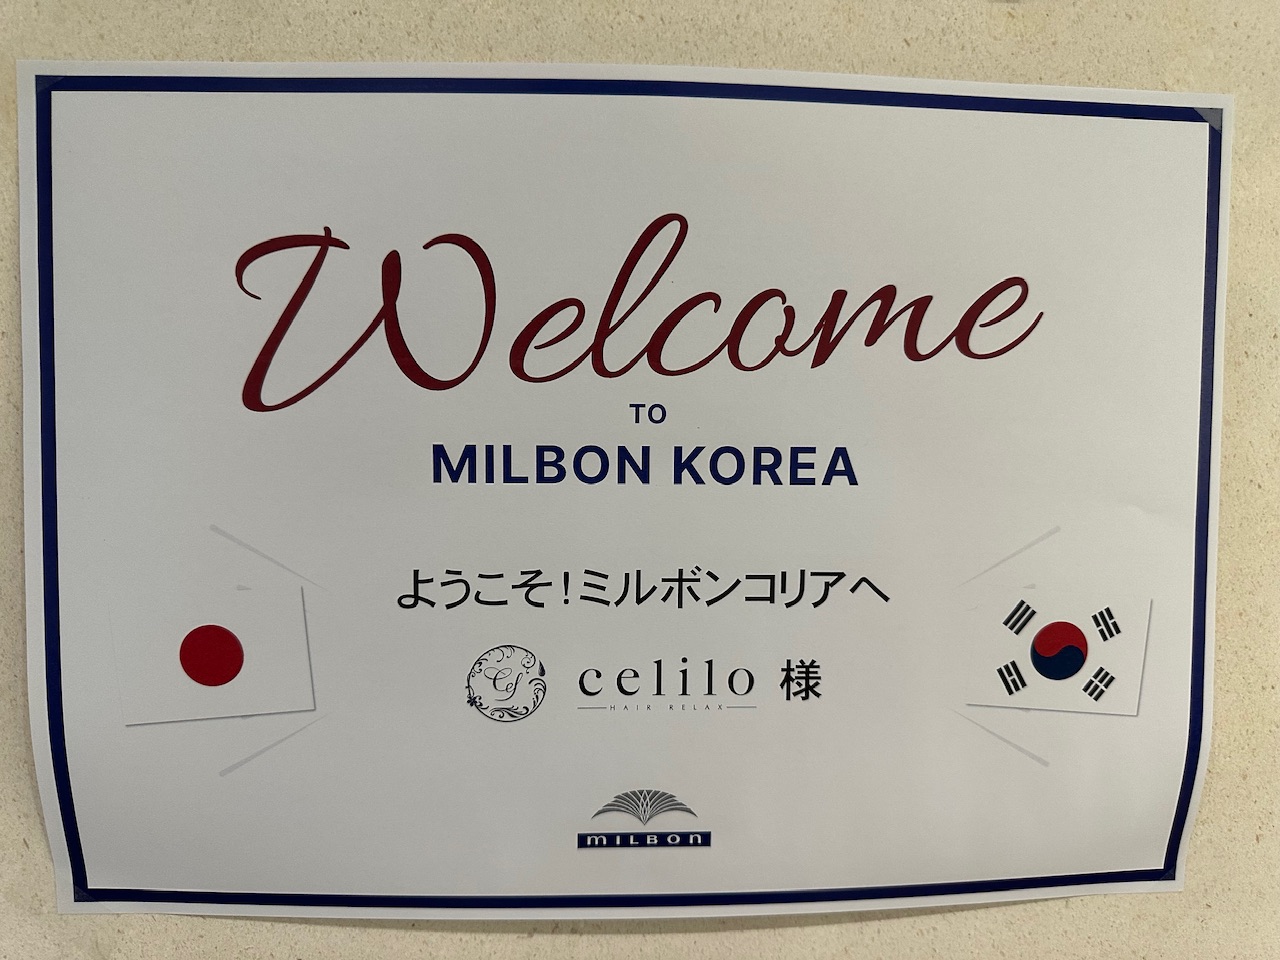 Welcome
TO
MILBON KOREA
ようこそ！ミルボンコリアへ
celilo 様
HAIR RELAX
MILBON